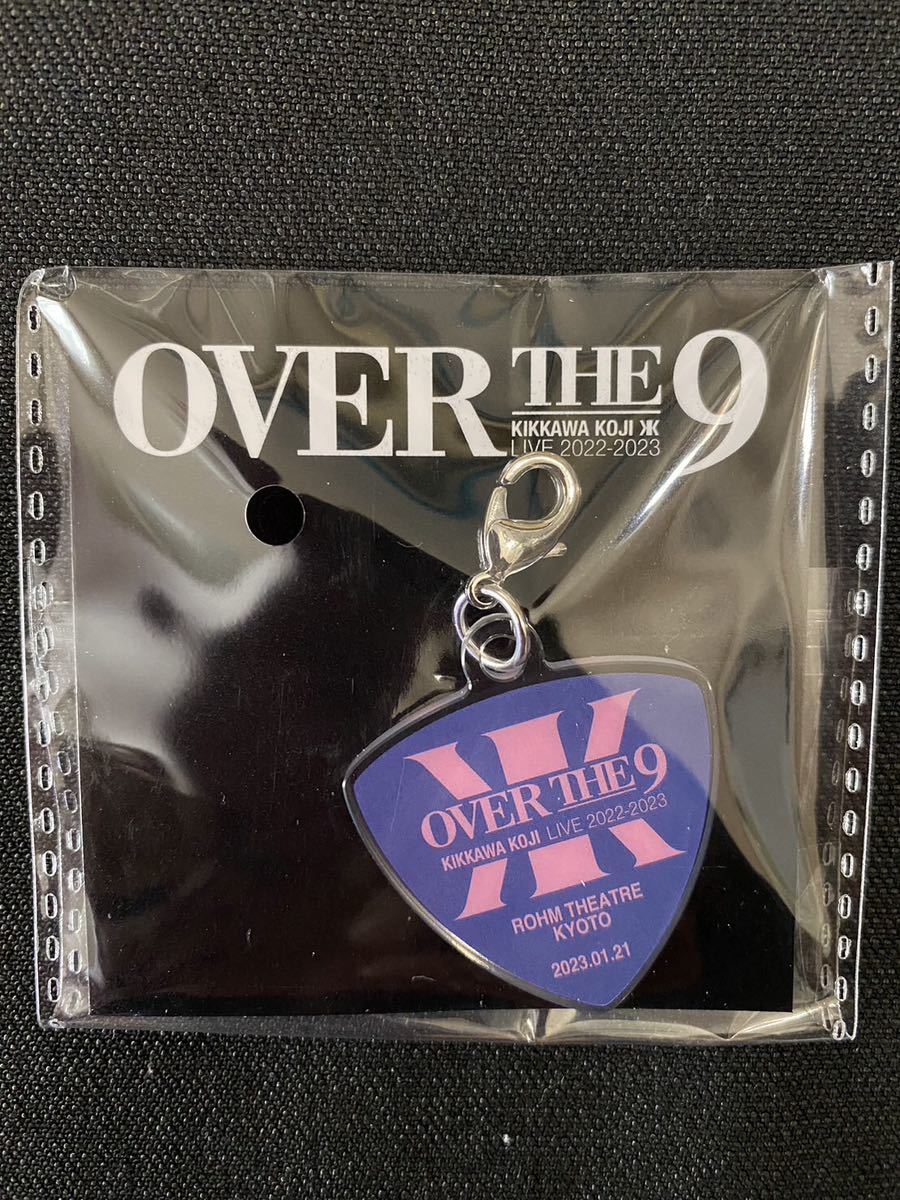 OVER THE 9
KIKKAWA KOJI Ж
LIVE 2022-2023
Ж
OVER THE 9
KIKKAWA KOJI LIVE 2022-2023
ROHM THEATRE
KYOTO
2023.01.21